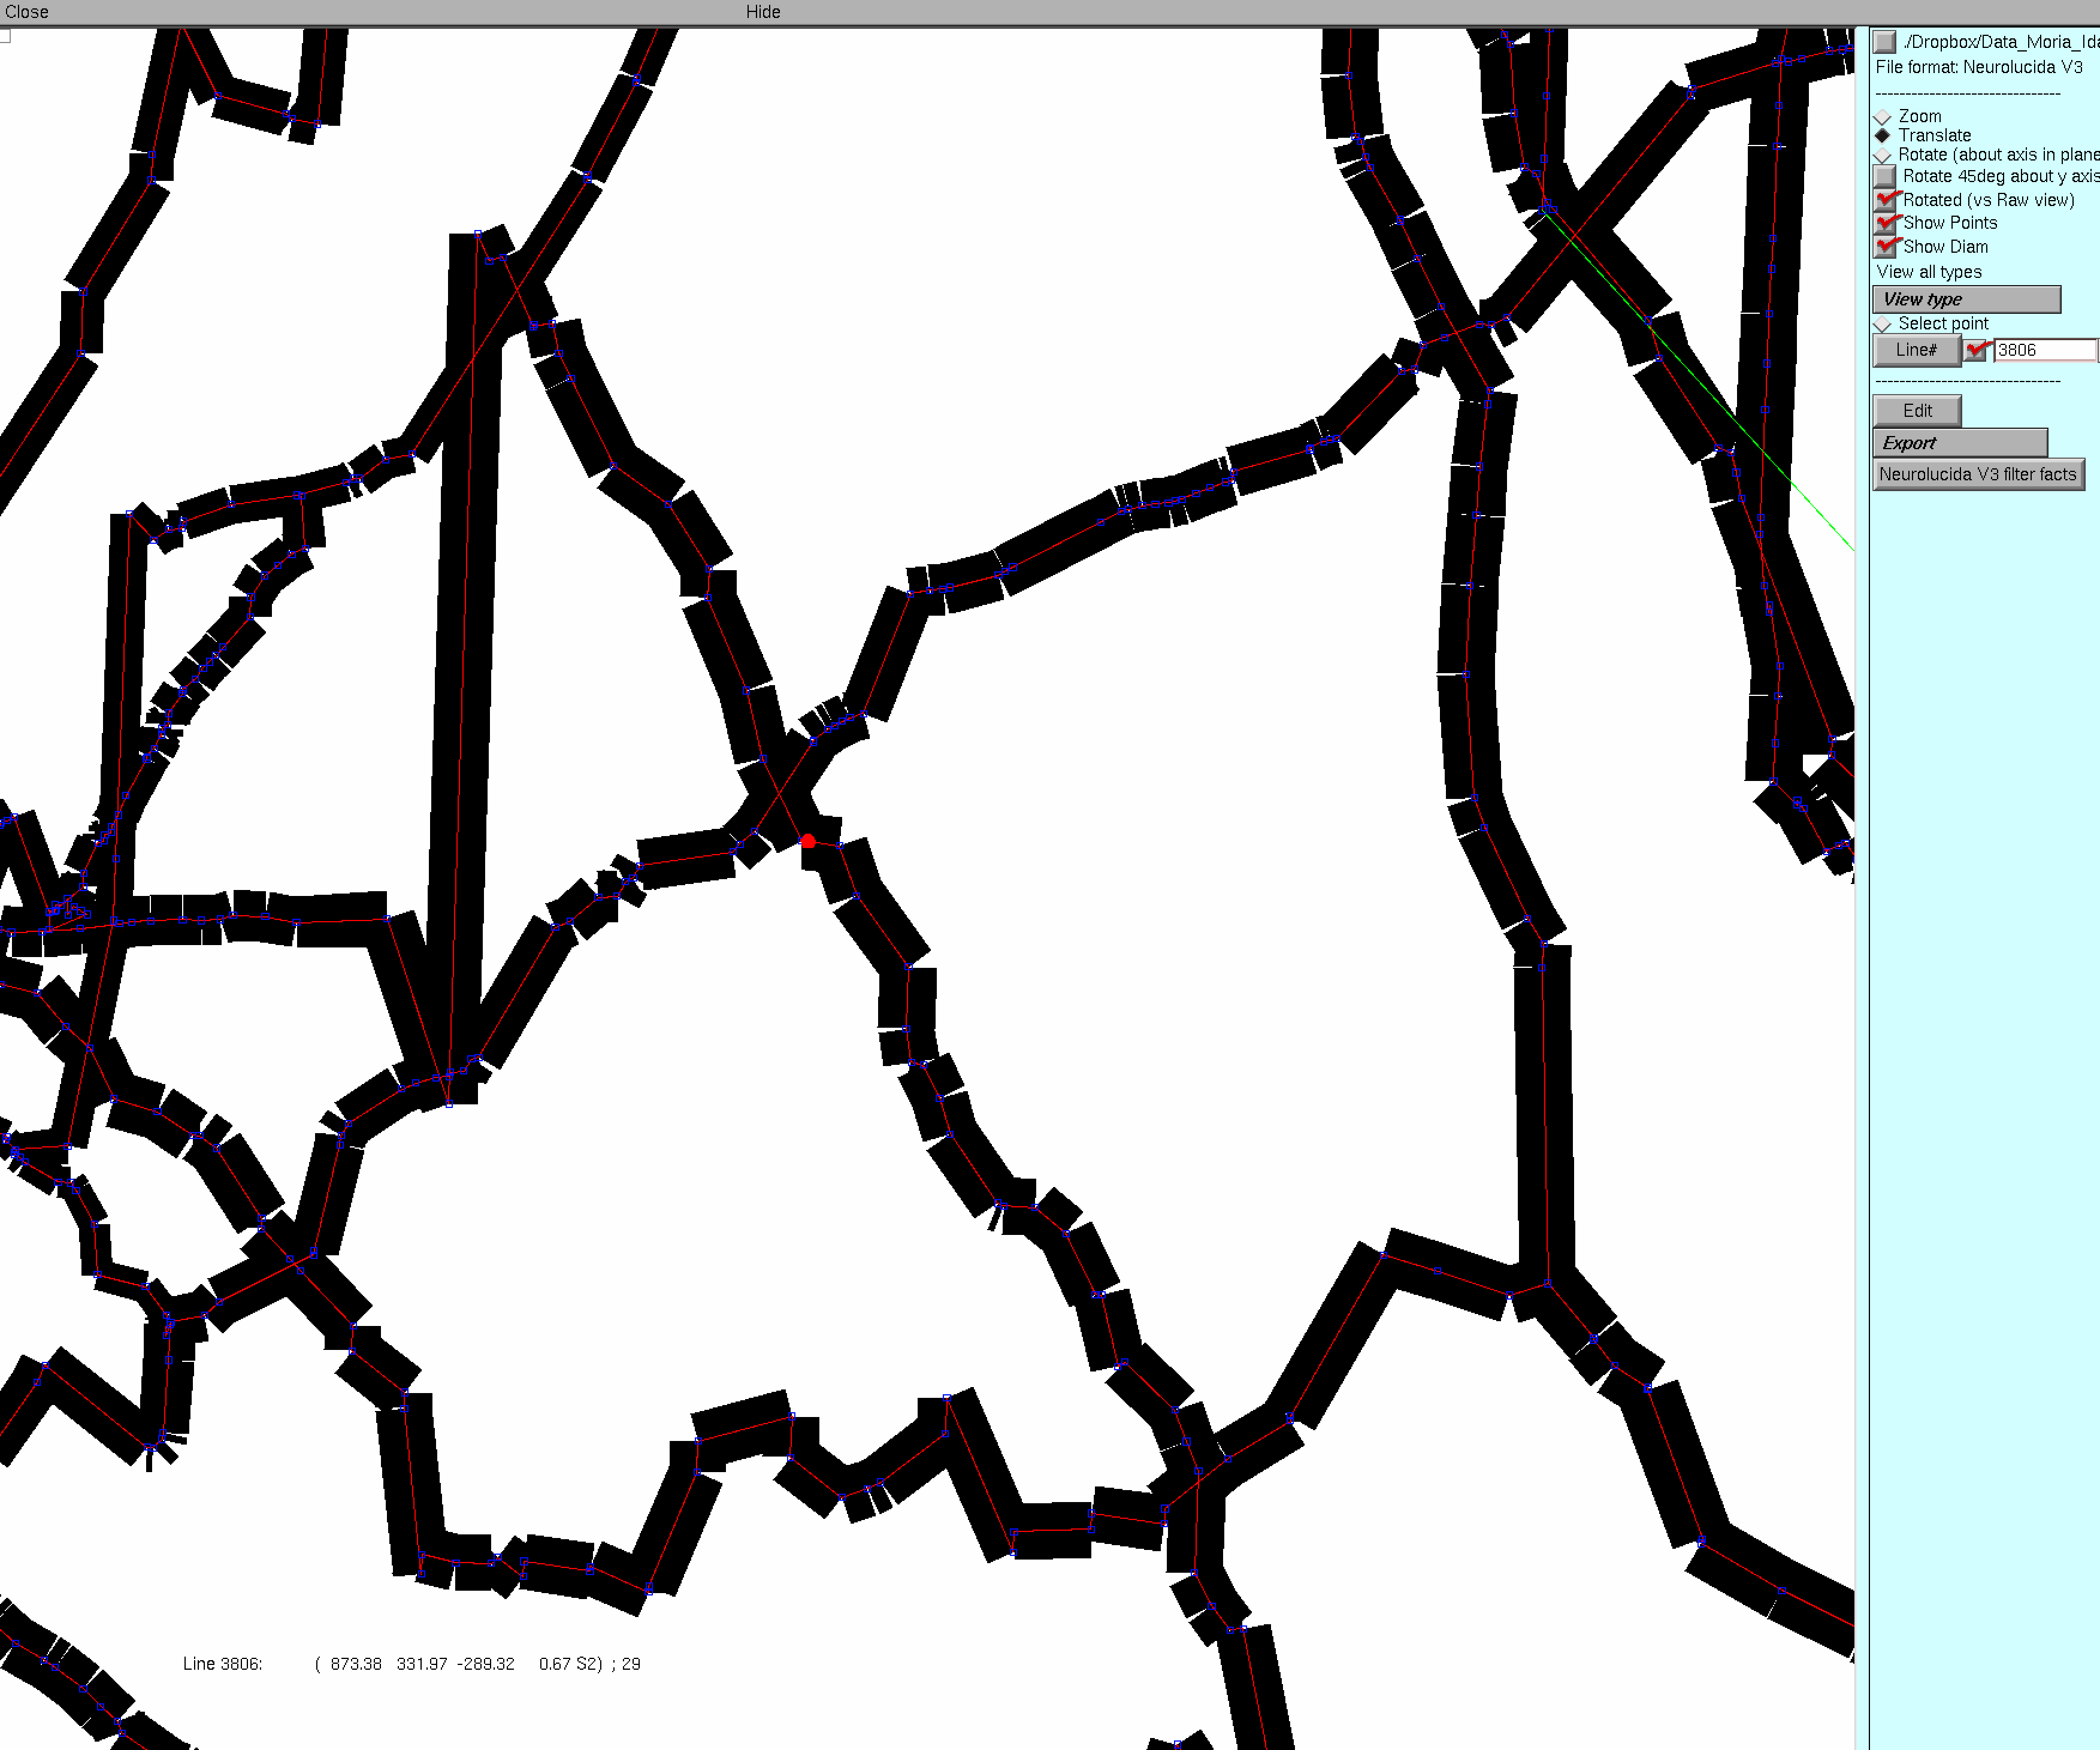 Close Hide
./Dropbox/Data_Moria_Ida
File format: Neurolucida V3
------------------------------
Zoom
Translate
Rotate (about axis in plane
Rotate 45deg about y axis
Rotated (vs Raw view)
Show Points
Show Diam
View all types
View type
Select point
Line# 3806
------------------------------
Edit
Export
Neurolucida V3 filter facts
Line 3806: ( 873.38 331.97 -289.32 0.67 S2) ; 29